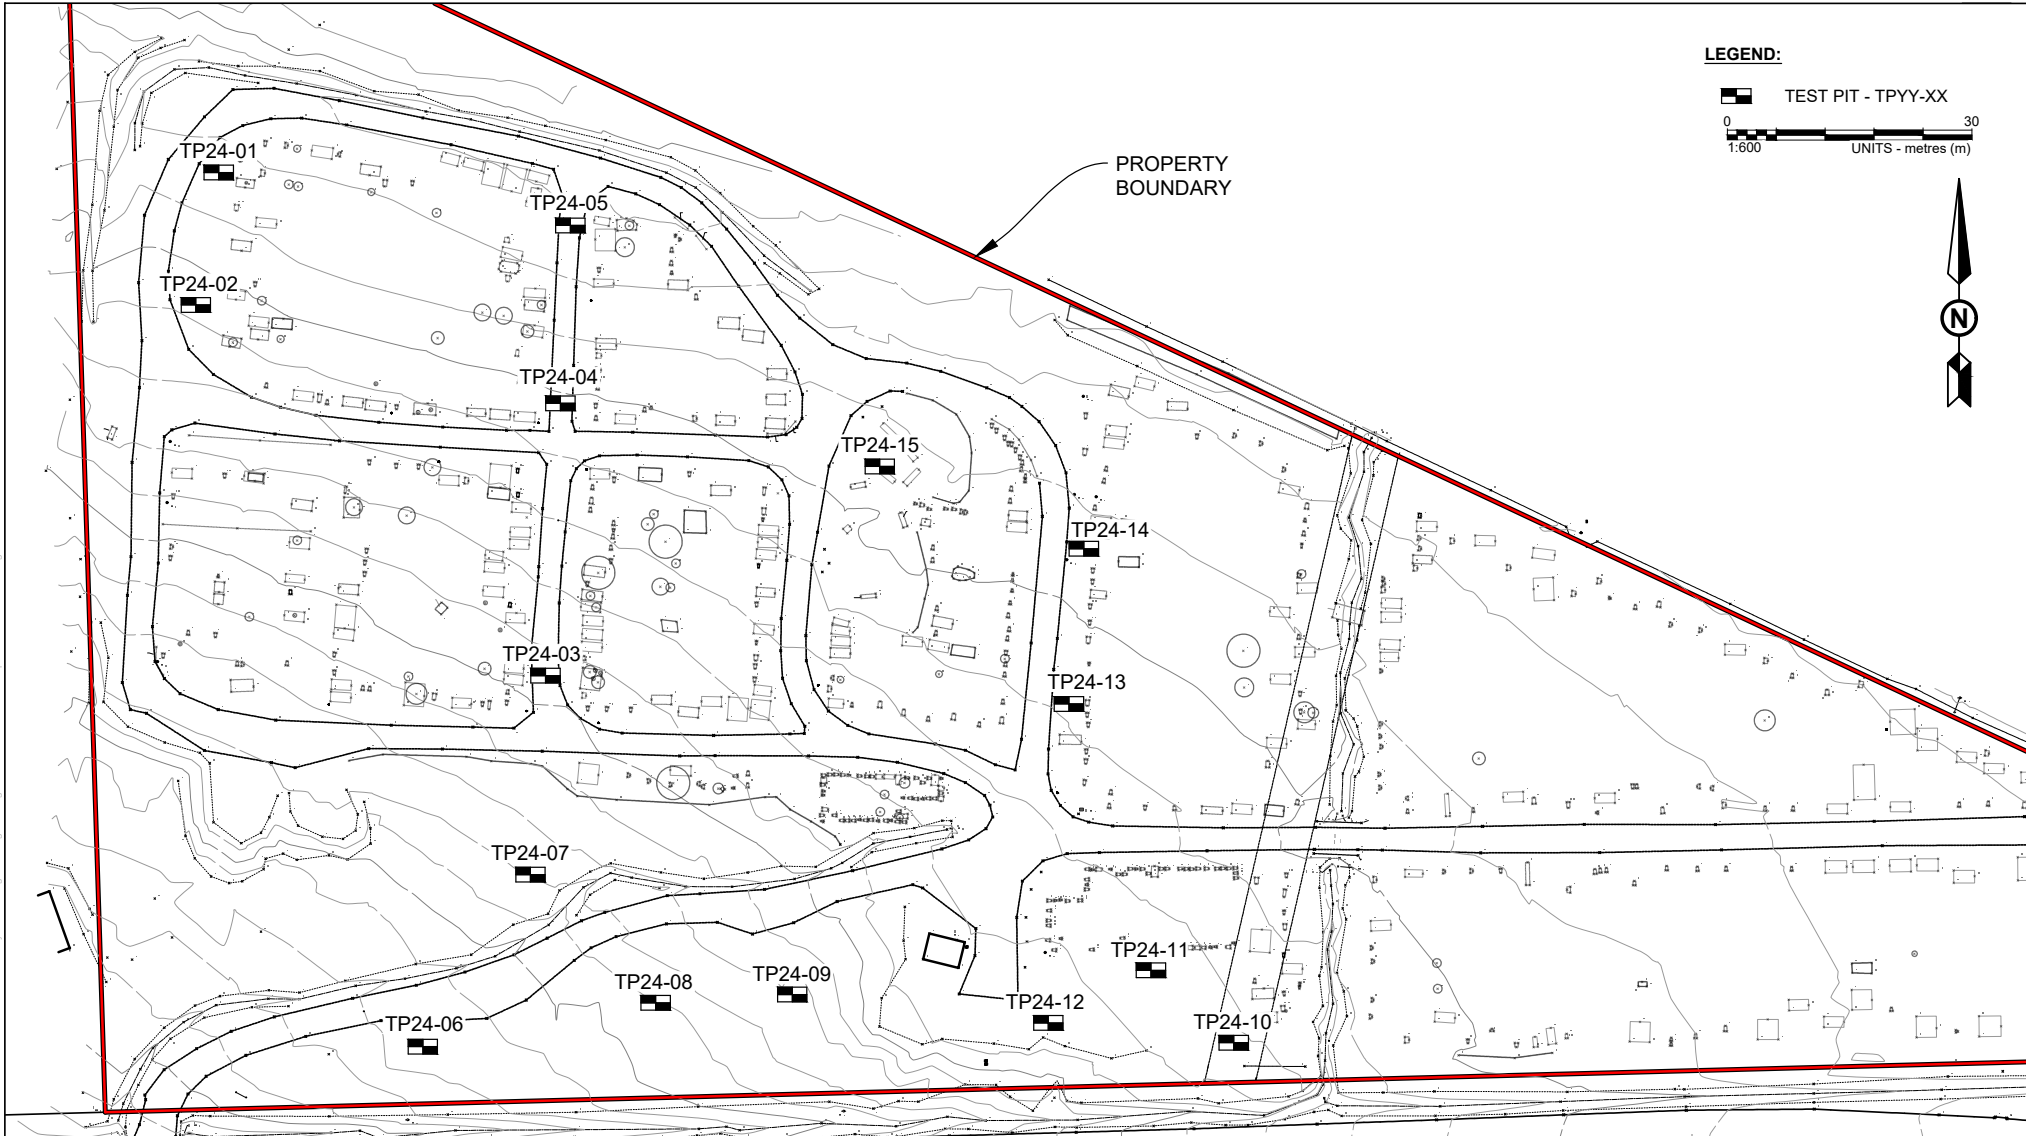 LEGEND:
TEST PIT - TPYY-XX
0 30
1:600 UNITS - metres (m)
PROPERTY
BOUNDARY
N
TP24-01
TP24-05
TP24-02
TP24-04
TP24-15
TP24-14
TP24-03
TP24-13
TP24-07
TP24-11
TP24-08
TP24-09
TP24-12
TP24-06
TP24-10